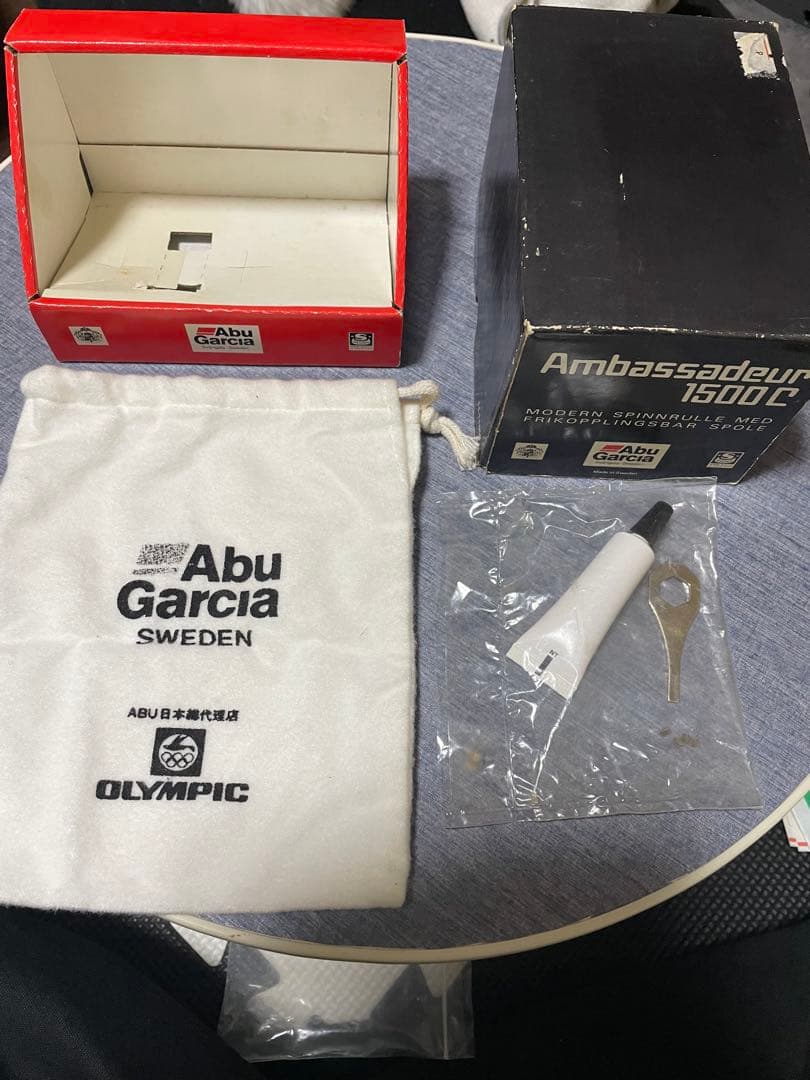 Abu
Garcia
P
Ambassadeur
1500C
MODERN SPINNRULLE MED
FRIKOPPLINGSBAR SPOLE
Abu
Garcia
Made in Sweden
Abu
Garcia
SWEDEN
ABU日本総代理店
OLYMPIC